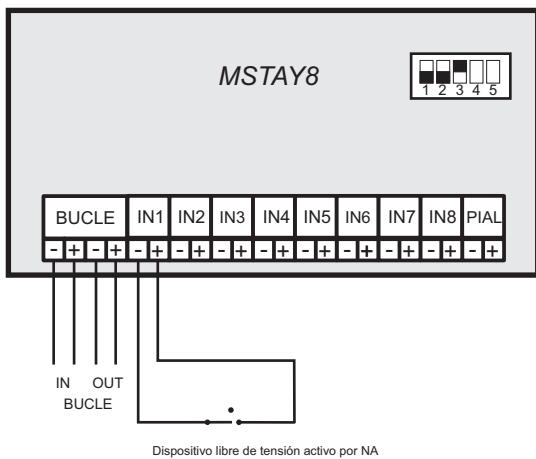 MSTAY8
1 2 3 4 5
BUCLE IN1 IN2 IN3 IN4 IN5 IN6 IN7 IN8 PIAL
- + - + - + - + - + - + - + - + - + - + - +
IN OUT
BUCLE
Dispositivo libre de tensión activo por NA